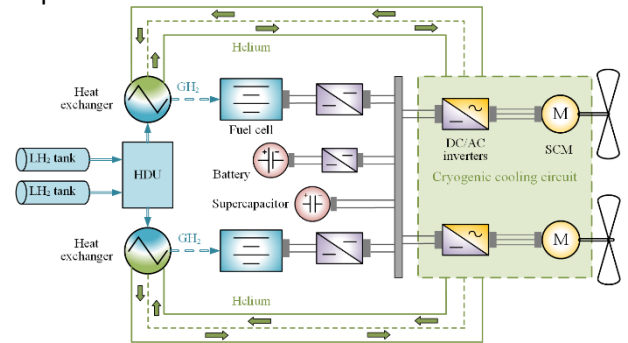 Helium
Heat
exchanger
GH₂
Fuel cell
M
DC/AC
inverters
SCM
LH₂ tank
HDU
LH₂ tank
Battery
Cryogenic cooling circuit
Supercapacitor
Heat
exchanger
GH₂
M
Helium